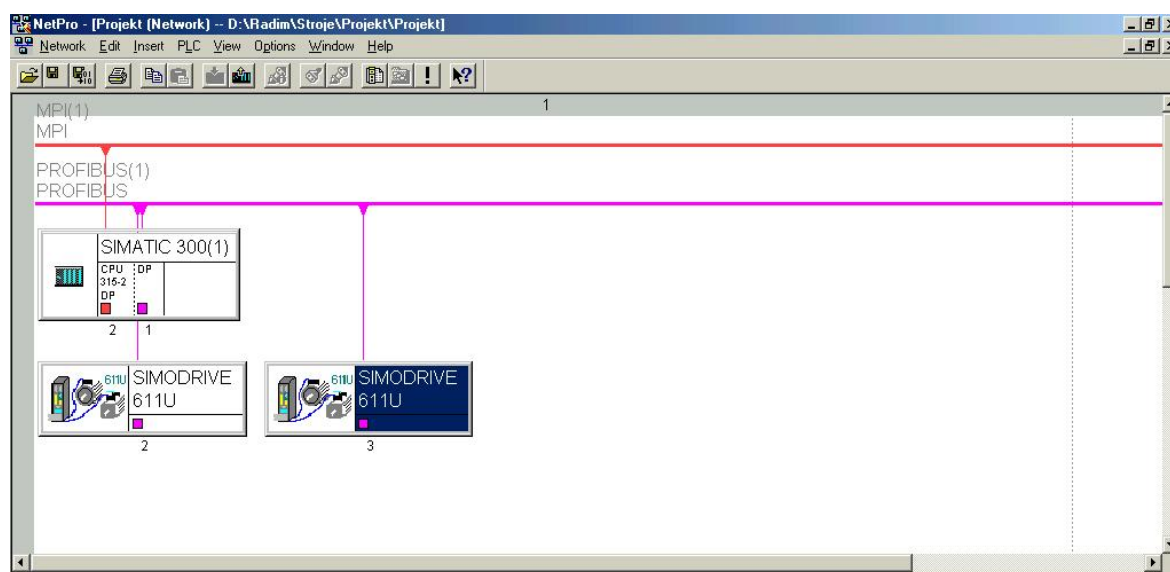 NetPro - [Projekt (Network) -- D:\Radim\Stroje\Projekt\Projekt]
Network Edit Insert PLC View Options Window Help
1
MPI(1)
MPI
PROFIBUS(1)
PROFIBUS
SIMATIC 300(1)
CPU DP
315-2
DP
2 1
611U SIMODRIVE
611U
2
611U SIMODRIVE
611U
3